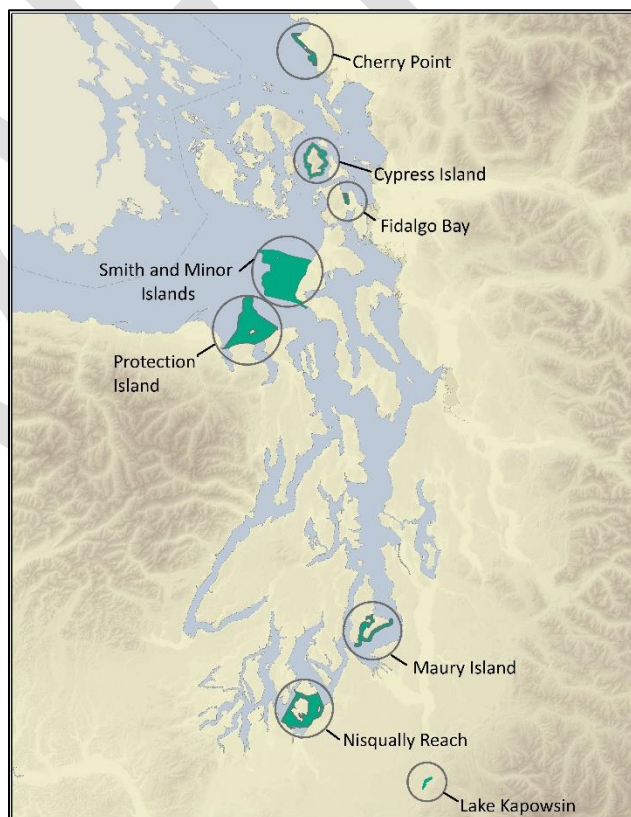 Cherry Point
Cypress Island
Fidalgo Bay
Smith and Minor
Islands
Protection
Island
Maury Island
Nisqually Reach
Lake Kapowsin